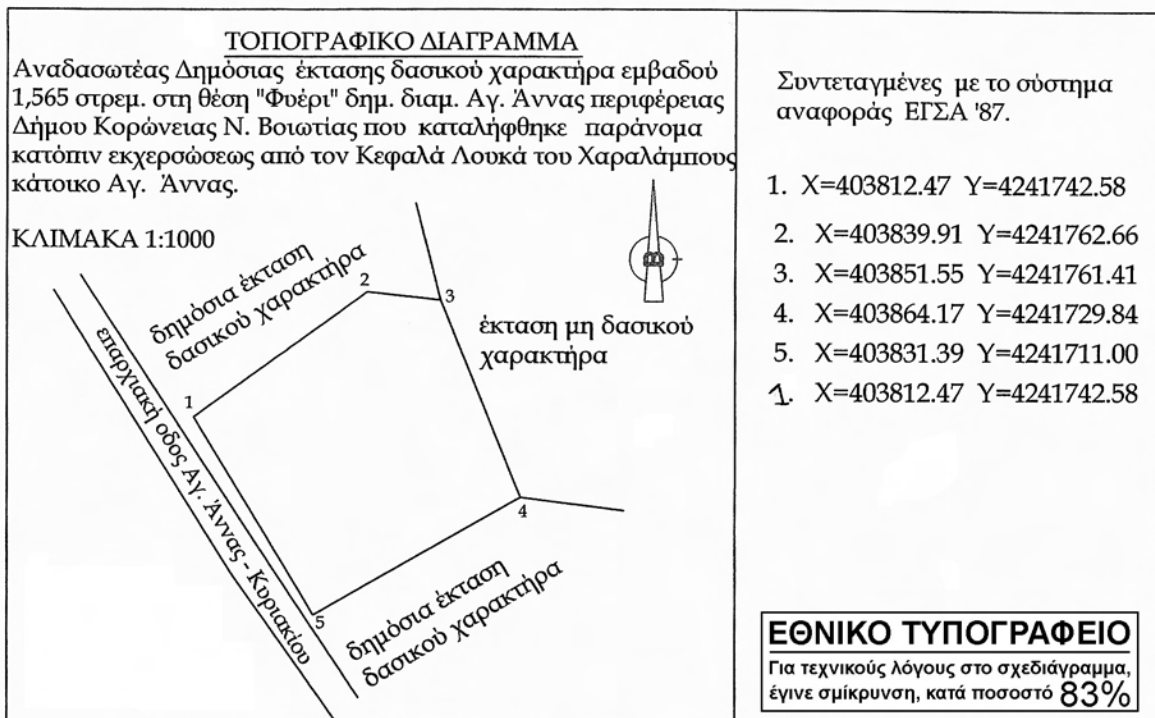 ΤΟΠΟΓΡΑΦΙΚΟ ΔΙΑΓΡΑΜΜΑ
Αναδασωτέας Δημόσιας έκτασης δασικού χαρακτήρα εμβαδού
1,565 στρεμ. στη θέση "Φυέρι" δημ. διαμ. Αγ. Άννας περιφέρειας
Δήμου Κορώνειας Ν. Βοιωτίας που καταλήφθηκε παράνομα
κατόπιν εκχερσώσεως από τον Κεφαλά Λουκά του Χαραλάμπους
κάτοικο Αγ. Άννας.
ΚΛΙΜΑΚΑ 1:1000
δημόσια έκταση
δασικού χαρακτήρα
2
3
έκταση μη δασικού
χαρακτήρα
1
επαρχιακή οδος Αγ. Άννας - Κυριακίου
4
5
δημόσια έκταση
δασικού χαρακτήρα
Συντεταγμένες με το σύστημα
αναφοράς ΕΓΣΑ '87.
1. X=403812.47 Y=4241742.58
2. X=403839.91 Y=4241762.66
3. X=403851.55 Y=4241761.41
4. X=403864.17 Y=4241729.84
5. X=403831.39 Y=4241711.00
1. X=403812.47 Y=4241742.58
ΕΘΝΙΚΟ ΤΥΠΟΓΡΑΦΕΙΟ
Για τεχνικούς λόγους στο σχεδιάγραμμα,
έγινε σμίκρυνση, κατά ποσοστό 83%